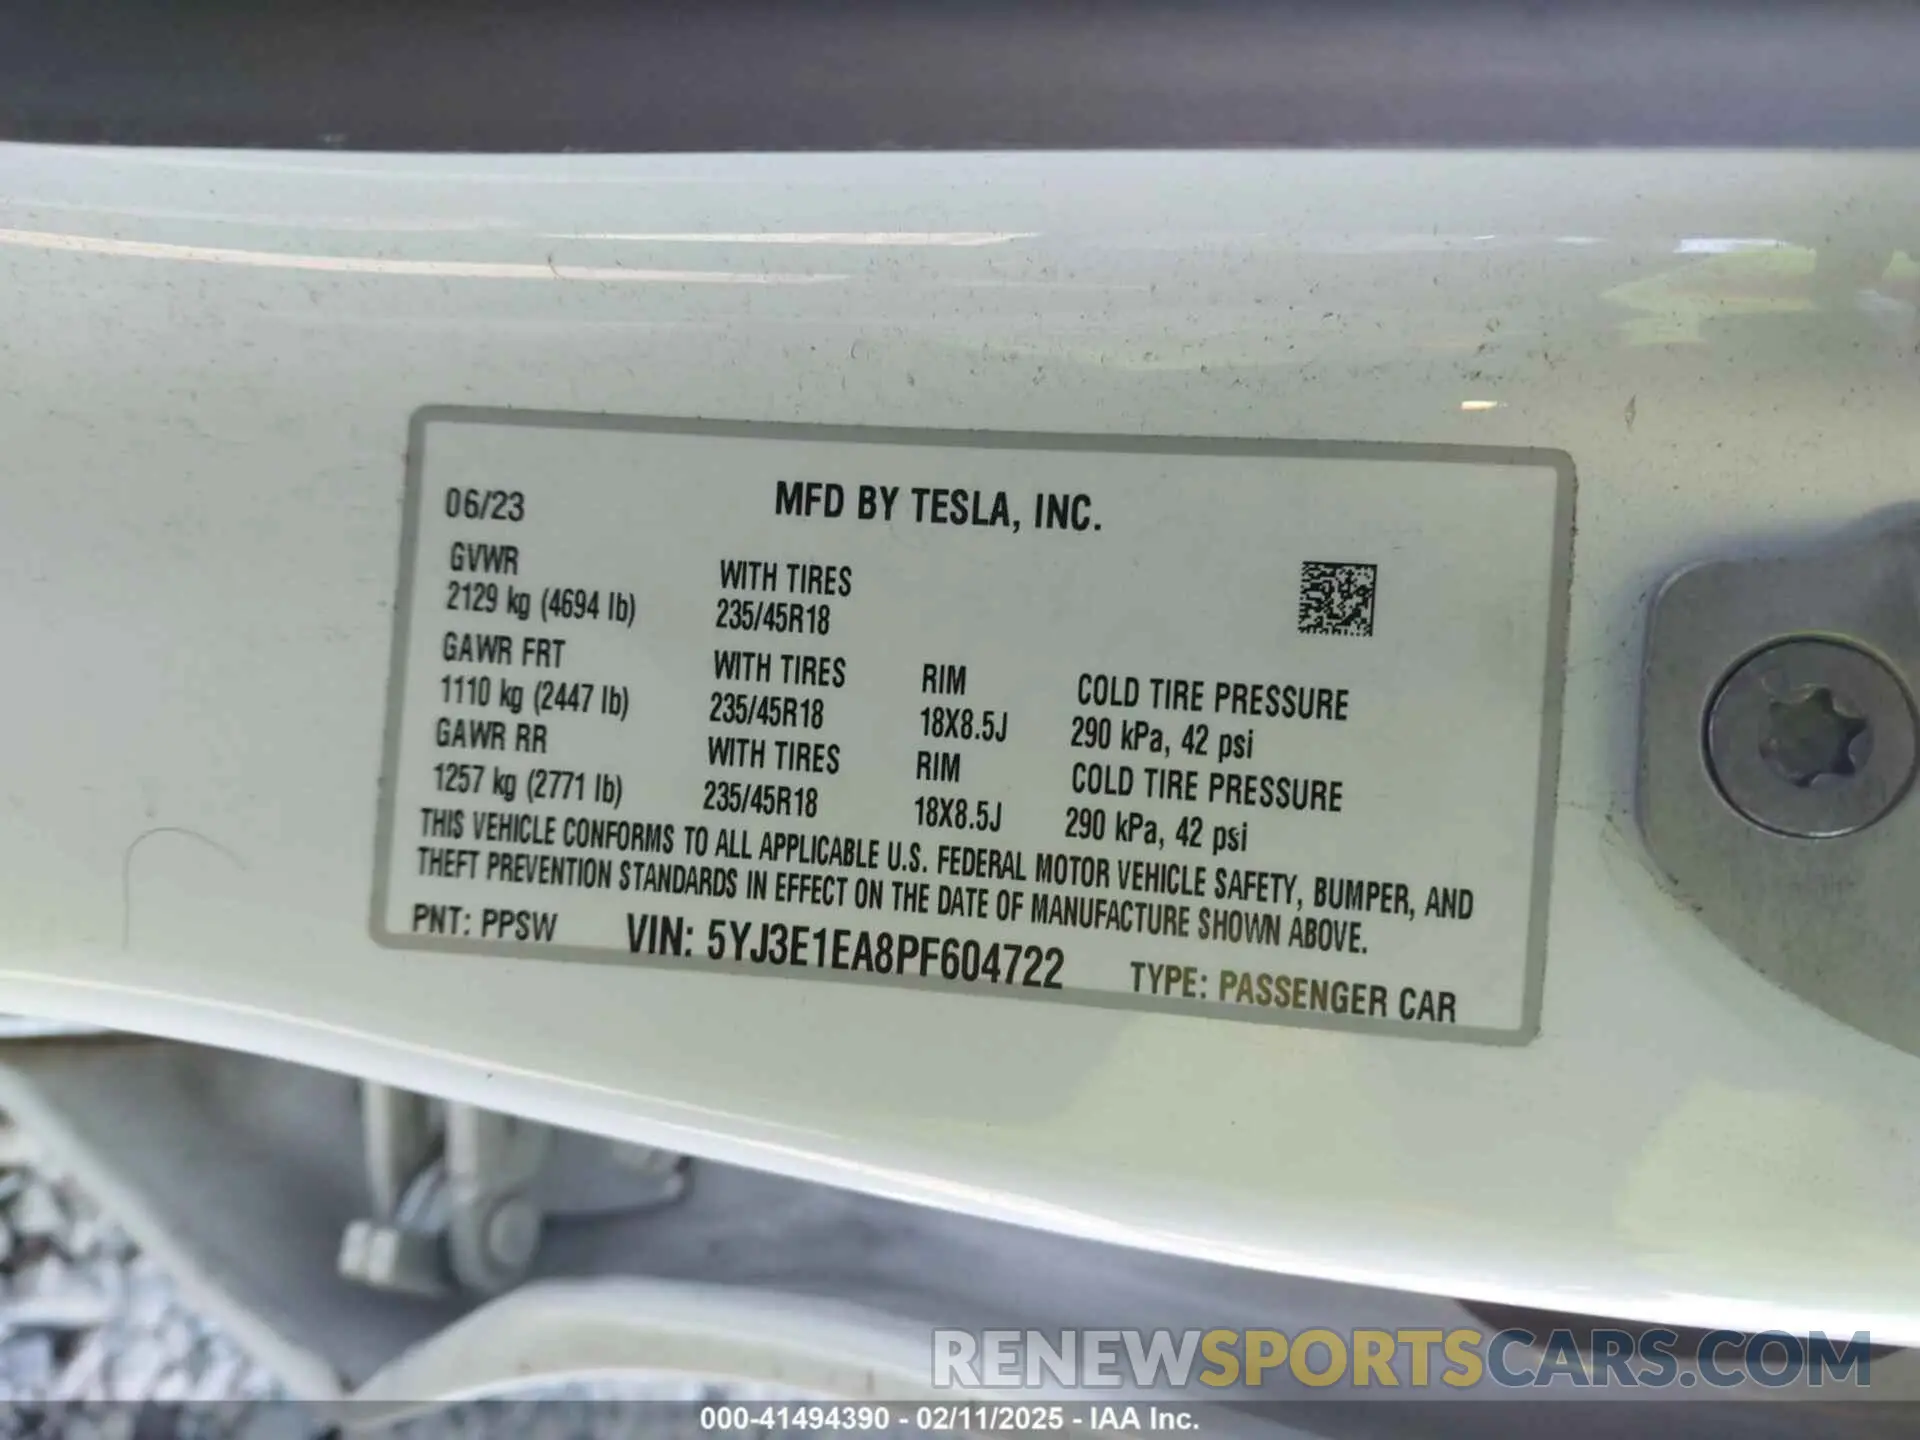 06/23 MFD BY TESLA, INC.
GVWR WITH TIRES
2129 kg (4694 lb) 235/45R18
GAWR FRT WITH TIRES RIM COLD TIRE PRESSURE
1110 kg (2447 lb) 235/45R18 18X8.5J 290 kPa, 42 psi
GAWR RR WITH TIRES RIM COLD TIRE PRESSURE
1257 kg (2771 lb) 235/45R18 18X8.5J 290 kPa, 42 psi
THIS VEHICLE CONFORMS TO ALL APPLICABLE U.S. FEDERAL MOTOR VEHICLE SAFETY, BUMPER, AND
THEFT PREVENTION STANDARDS IN EFFECT ON THE DATE OF MANUFACTURE SHOWN ABOVE.
PNT: PPSW VIN: 5YJ3E1EA8PF604722 TYPE: PASSENGER CAR
RENEWSPORTSCARS.COM
000-41494390 - 02/11/2025 - IAA Inc.